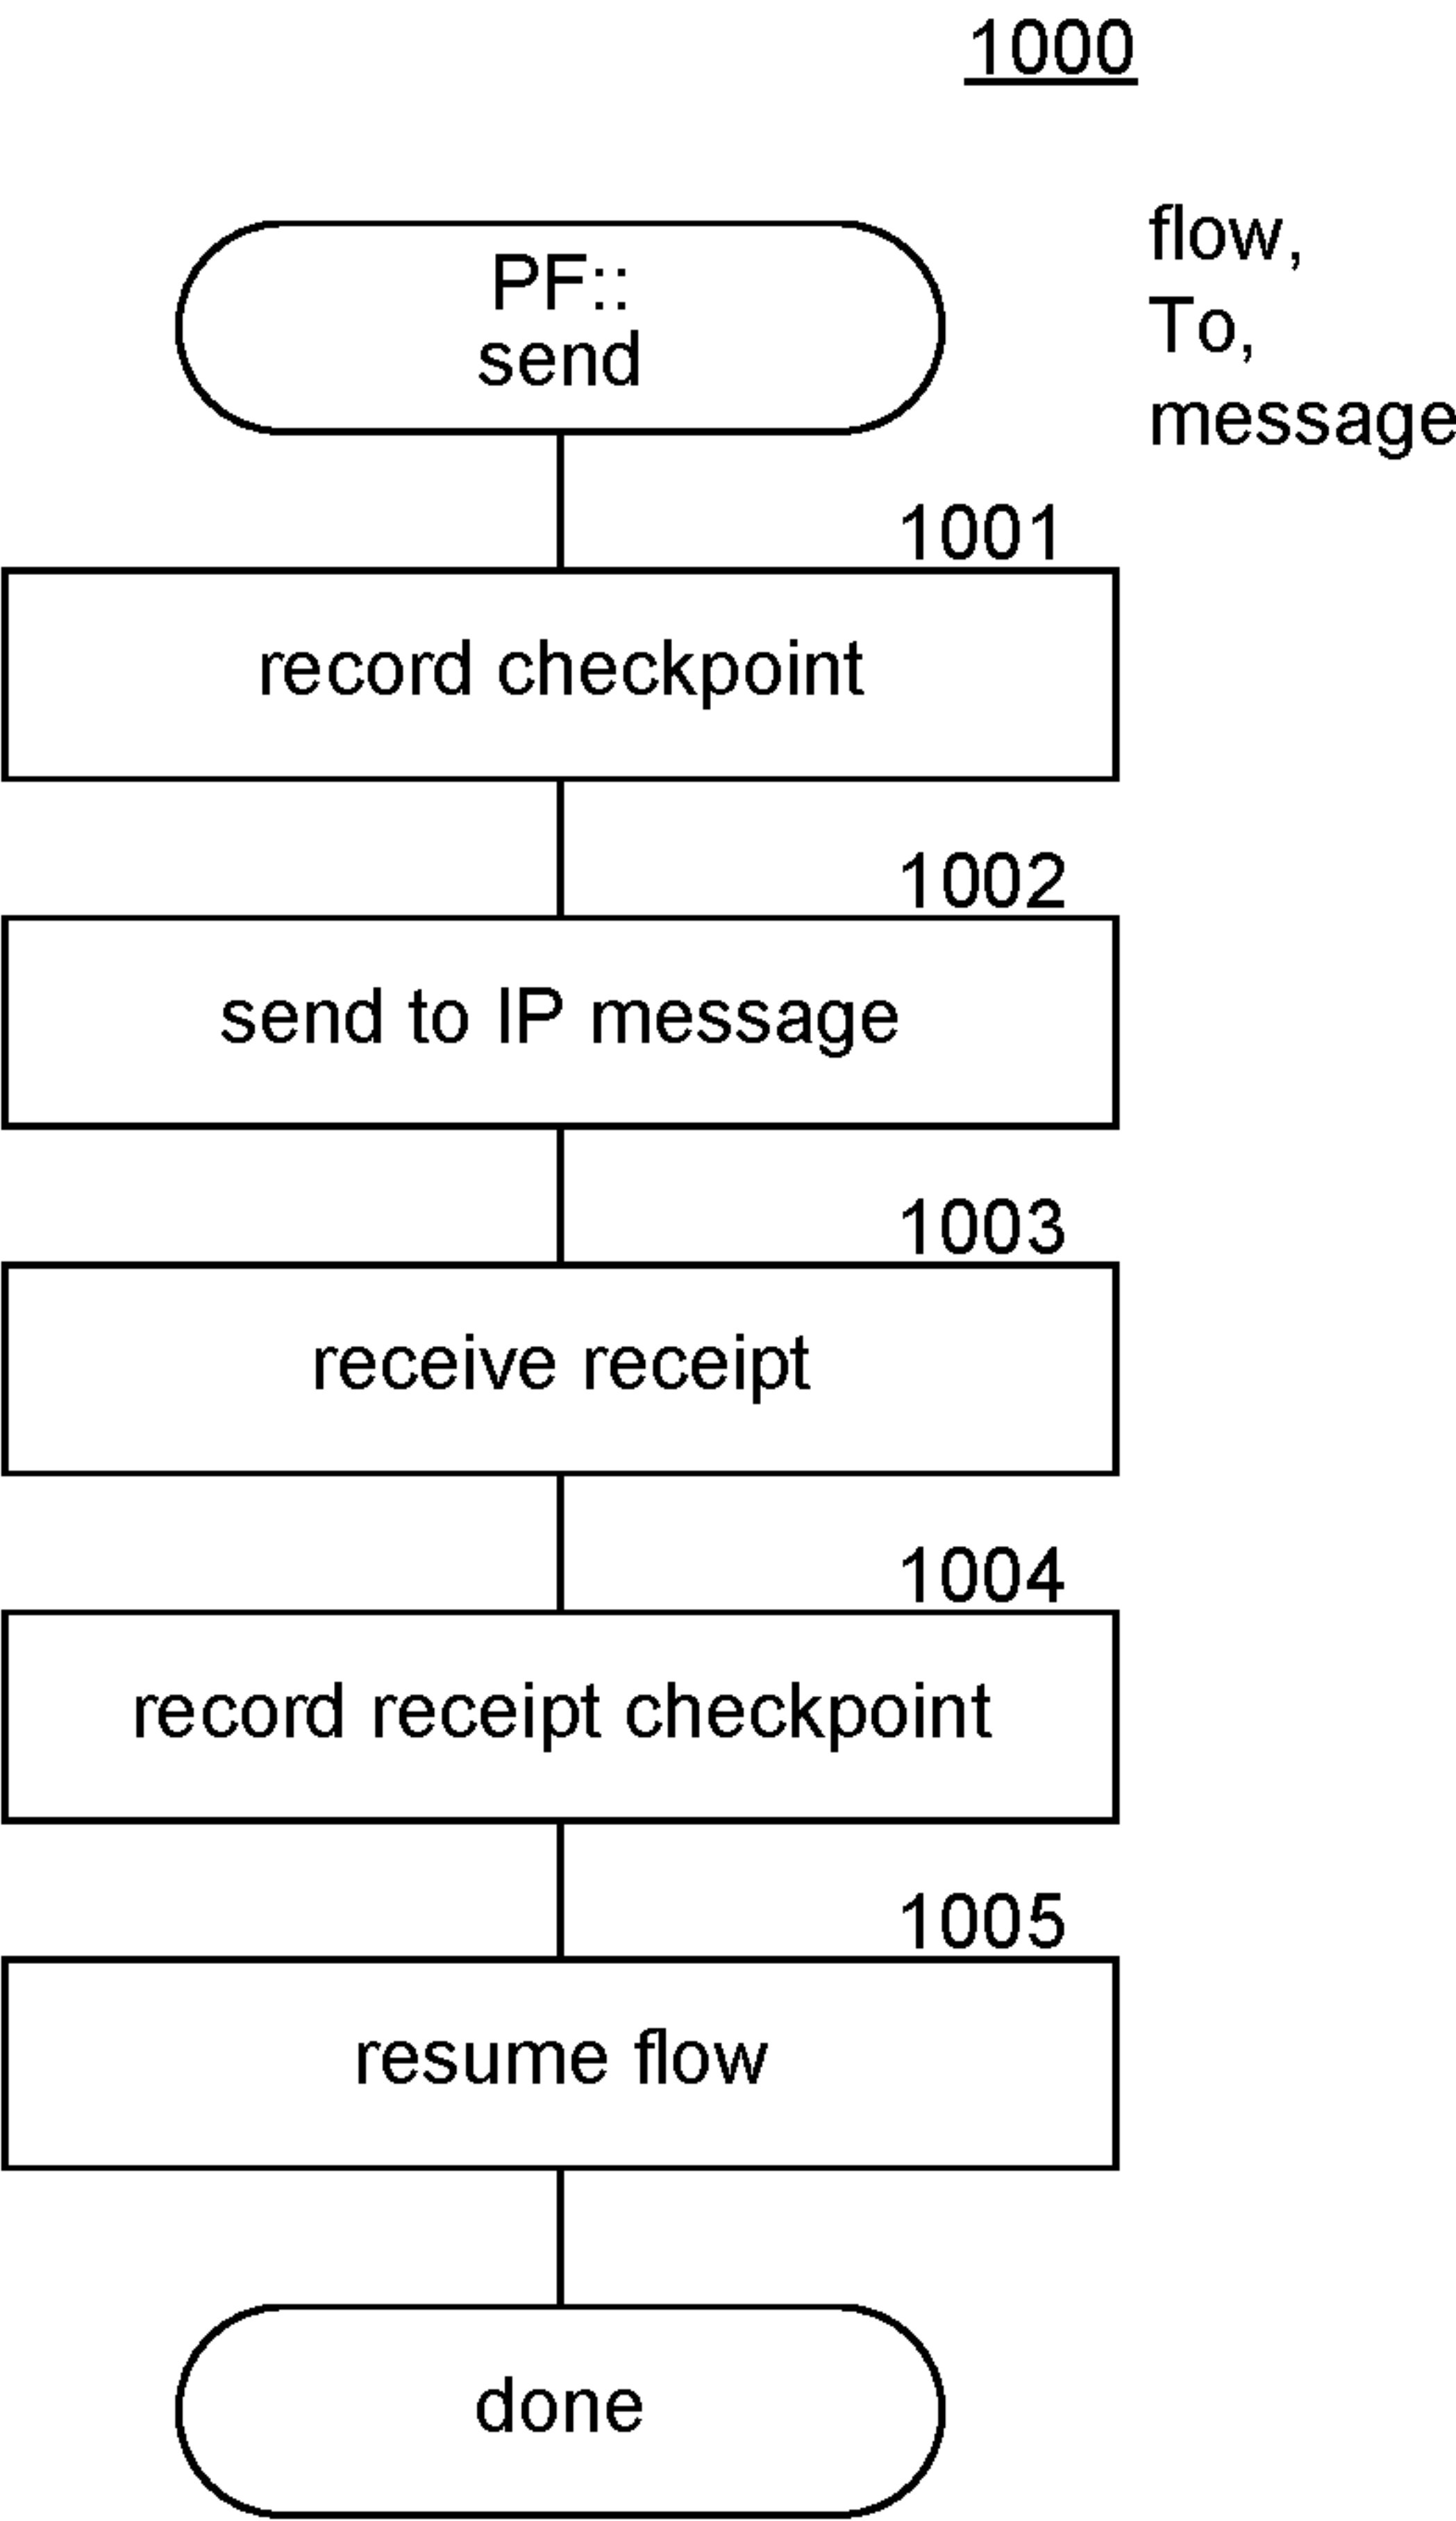 1000
PF::
send
flow,
To,
message
1001
record checkpoint
1002
send to IP message
1003
receive receipt
1004
record receipt checkpoint
1005
resume flow
done